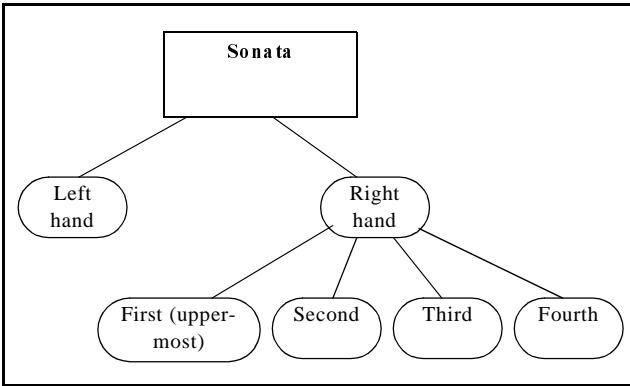 Sonata
Left
hand
Right
hand
First (upper-
most)
Second
Third
Fourth